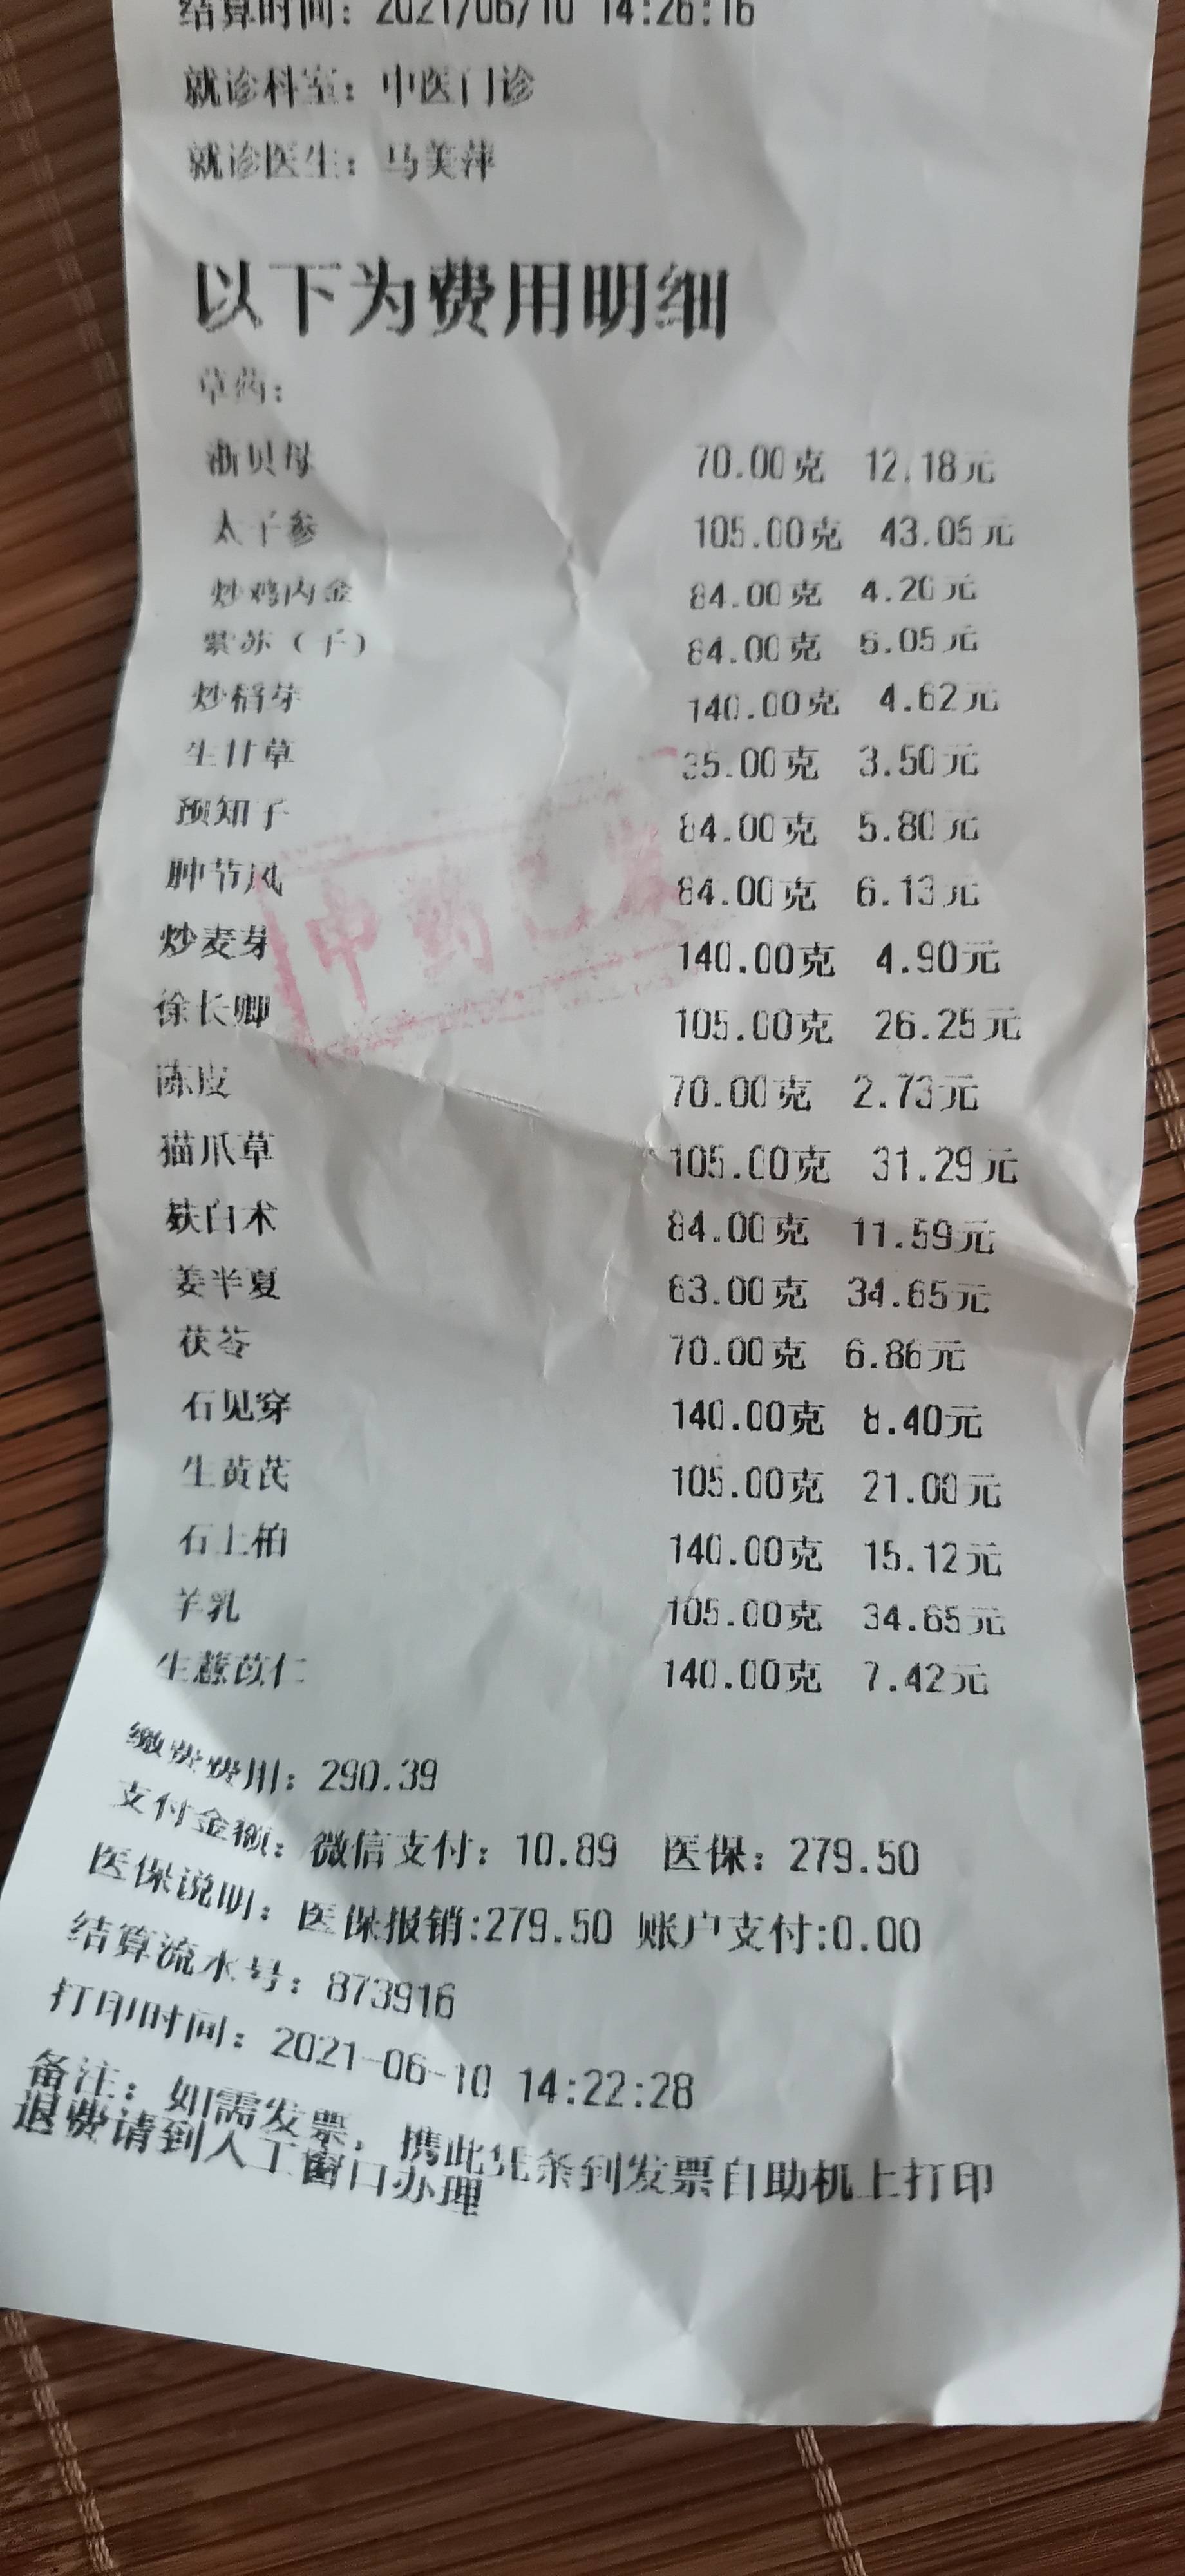 结算时间：2021/06/10 14:26:16
就诊科室：中医门诊
就诊医生：马美萍
以下为费用明细
草药：
浙贝母 70.00克 12.18元
太子参 105.00克 43.05元
炒鸡内金 84.00克 4.20元
紫苏（子） 84.00克 6.05元
炒稻芽 140.00克 4.62元
生甘草 35.00克 3.50元
预知子 84.00克 5.80元
肿节风 84.00克 6.13元
炒麦芽 140.00克 4.90元
徐长卿 105.00克 26.25元
陈皮 70.00克 2.73元
猫爪草 105.00克 31.29元
麸白术 84.00克 11.59元
姜半夏 63.00克 34.65元
茯苓 70.00克 6.86元
石见穿 140.00克 8.40元
生黄芪 105.00克 21.00元
石上柏 140.00克 15.12元
羊乳 105.00克 34.65元
生薏苡仁 140.00克 7.42元
中药
缴费费用：290.39
支付金额：微信支付：10.89 医保：279.50
医保说明：医保报销:279.50 账户支付:0.00
结算流水号：873916
打印时间：2021-06-10 14:22:28
备注：如需发票，携此凭条到发票自助机上打印
退费请到人工窗口办理